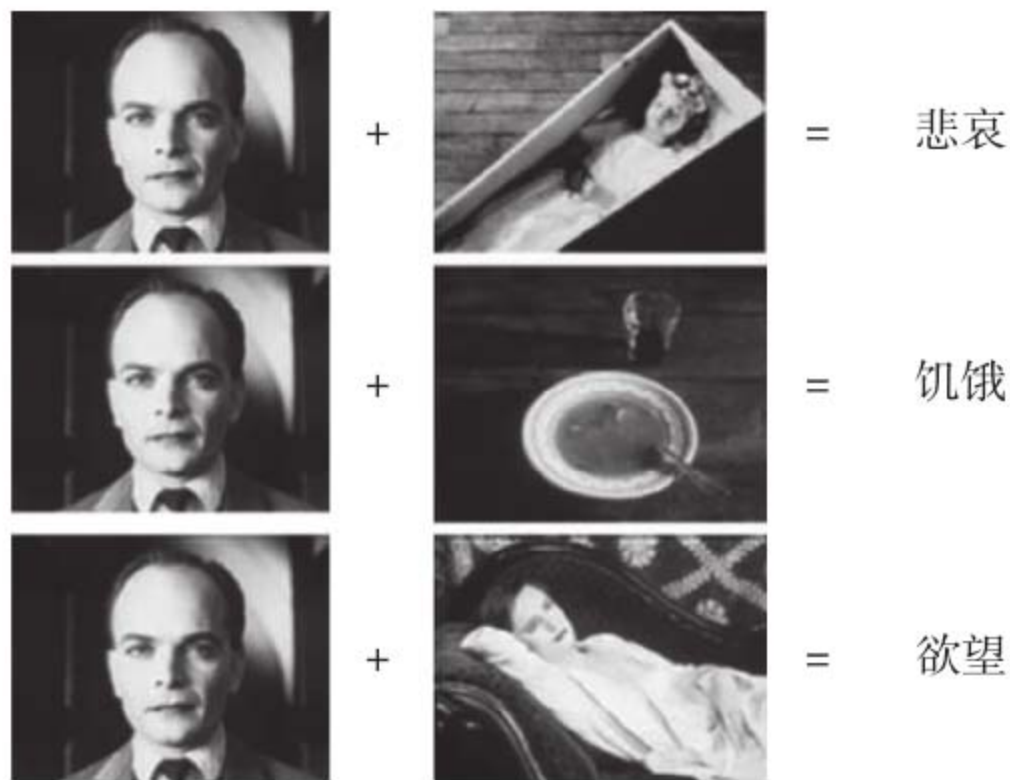 + = 悲哀
+ = 饥饿
+ = 欲望